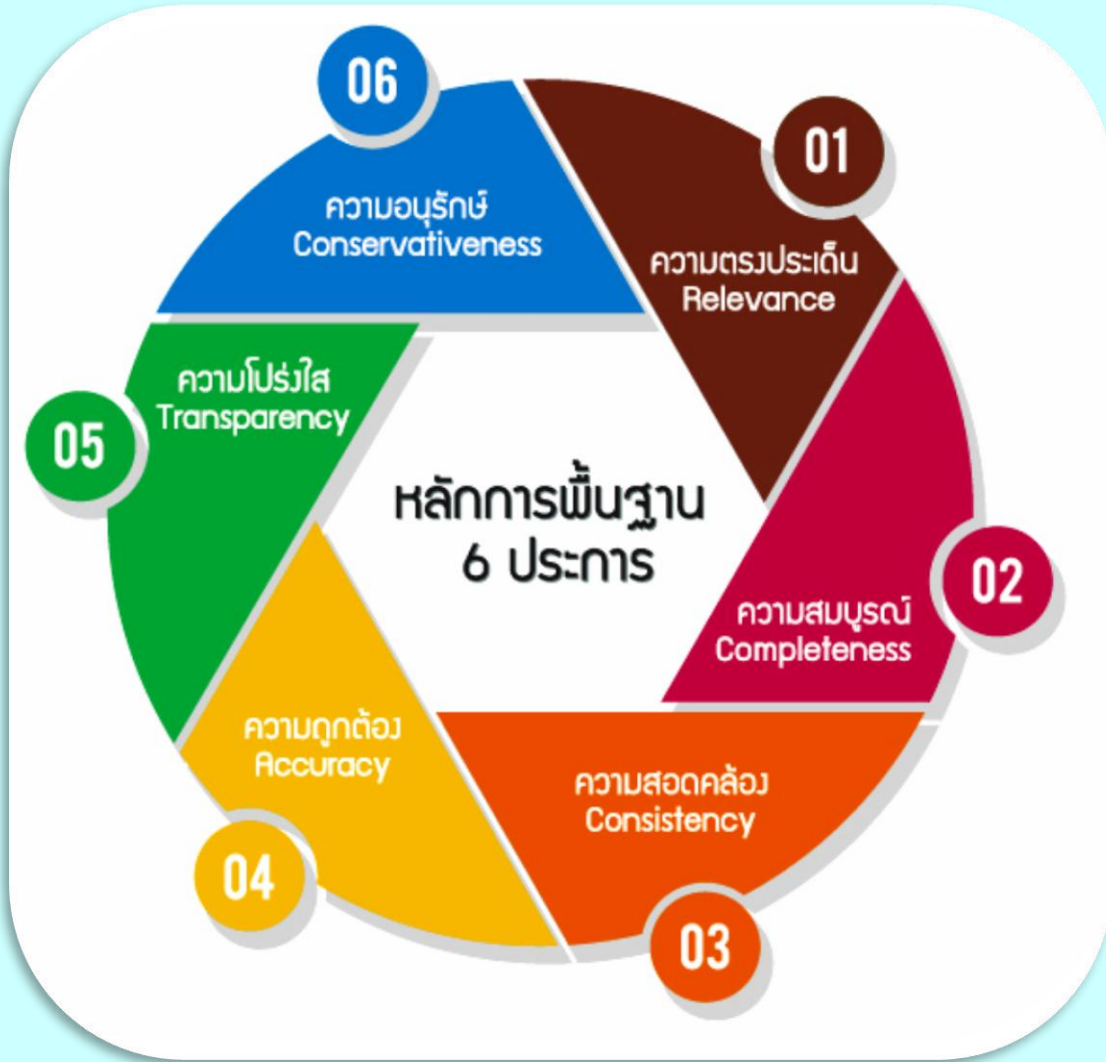 หลักการพื้นฐาน
6 ประการ
01
ความตรงประเด็น
Relevance
02
ความสมบูรณ์
Completeness
03
ความสอดคล้อง
Consistency
04
ความถูกต้อง
Accuracy
05
ความโปร่งใส
Transparency
06
ความอนุรักษ์
Conservativeness